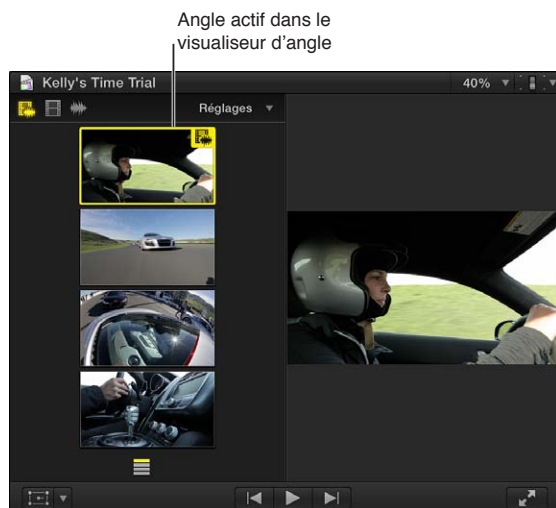 Angle actif dans le
visualiseur d’angle
Kelly's Time Trial
40%
Réglages